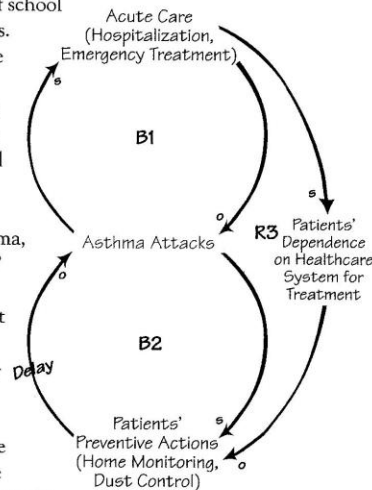 f school
s.
e
Acute Care
(Hospitalization,
Emergency Treatment)
s
B1
ma,
o
Asthma Attacks
s
R3
Patients'
Dependence
on Healthcare
System for
Treatment
o
t
B2
Delay
Patients'
Preventive Actions
(Home Monitoring,
Dust Control)
s
o
e